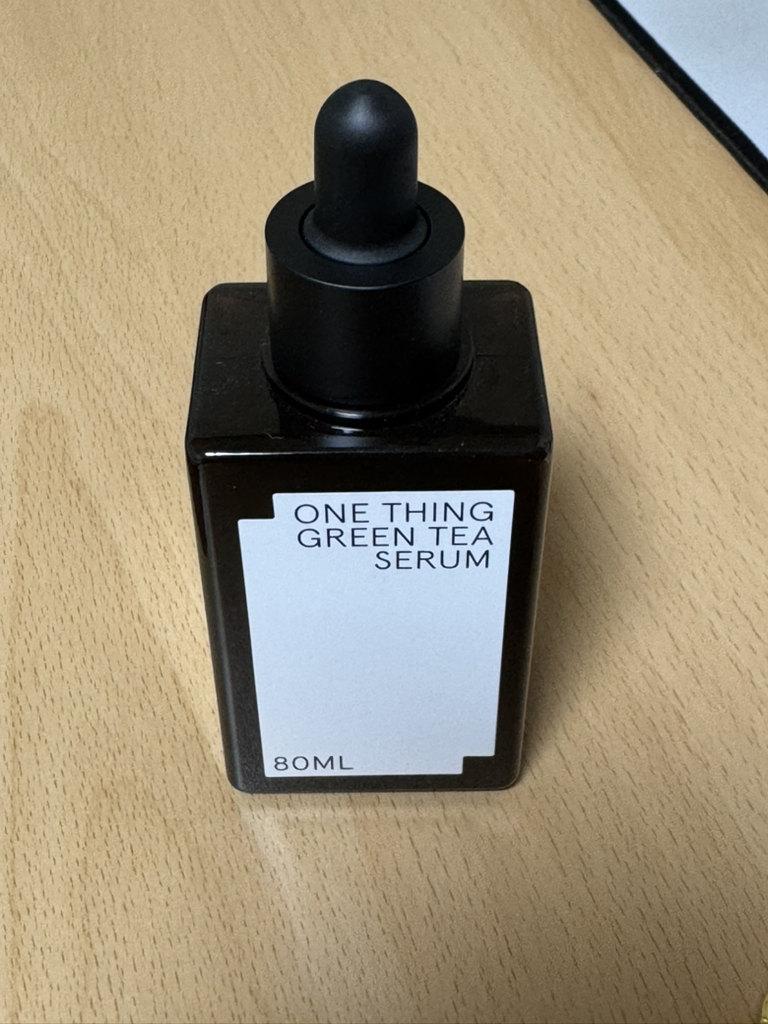 ONE THING
GREEN TEA
SERUM
80ML